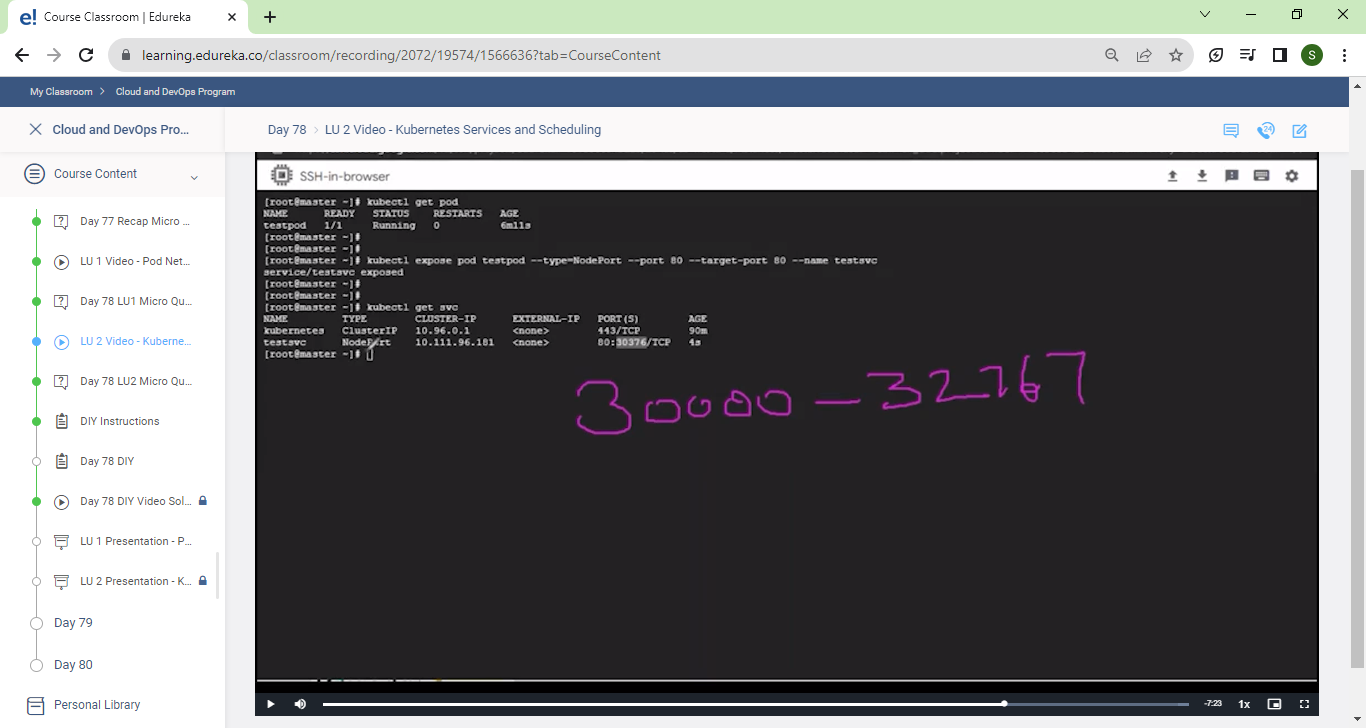 Course Classroom | Edureka
learning.edureka.co/classroom/recording/2072/19574/1566636?tab=CourseContent
S
My Classroom > Cloud and DevOps Program
Cloud and DevOps Pro...
Day 78 > LU 2 Video - Kubernetes Services and Scheduling
24
Course Content
Day 77 Recap Micro ...
LU 1 Video - Pod Net...
Day 78 LU1 Micro Qu...
LU 2 Video - Kuberne...
Day 78 LU2 Micro Qu...
DIY Instructions
Day 78 DIY
Day 78 DIY Video Sol...
LU 1 Presentation - P...
LU 2 Presentation - K...
Day 79
Day 80
Personal Library
SSH-in-browser
[root@master ~]# kubectl get pod
NAME READY STATUS RESTARTS AGE
testpod 1/1 Running 0 6m11s
[root@master ~]#
[root@master ~]#
[root@master ~]# kubectl expose pod testpod --type=NodePort --port 80 --target-port 80 --name testsvc
service/testsvc exposed
[root@master ~]#
[root@master ~]#
[root@master ~]# kubectl get svc
NAME TYPE CLUSTER-IP EXTERNAL-IP PORT(S) AGE
kubernetes ClusterIP 10.96.0.1 <none> 443/TCP 90m
testsvc NodePort 10.111.96.181 <none> 80:30376/TCP 4s
[root@master ~]#
30000 - 32767
-7:23 1x